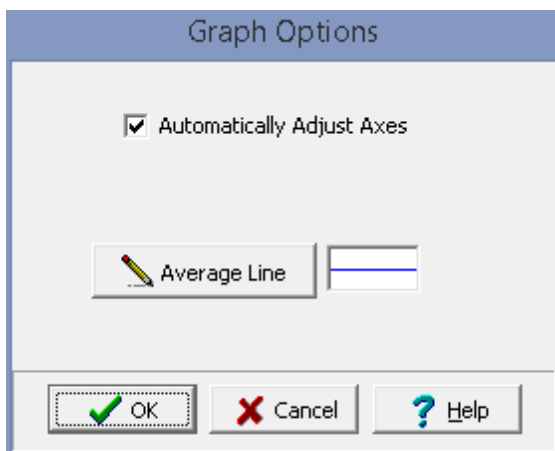 Graph Options
Automatically Adjust Axes
Average Line
OK
Cancel
Help